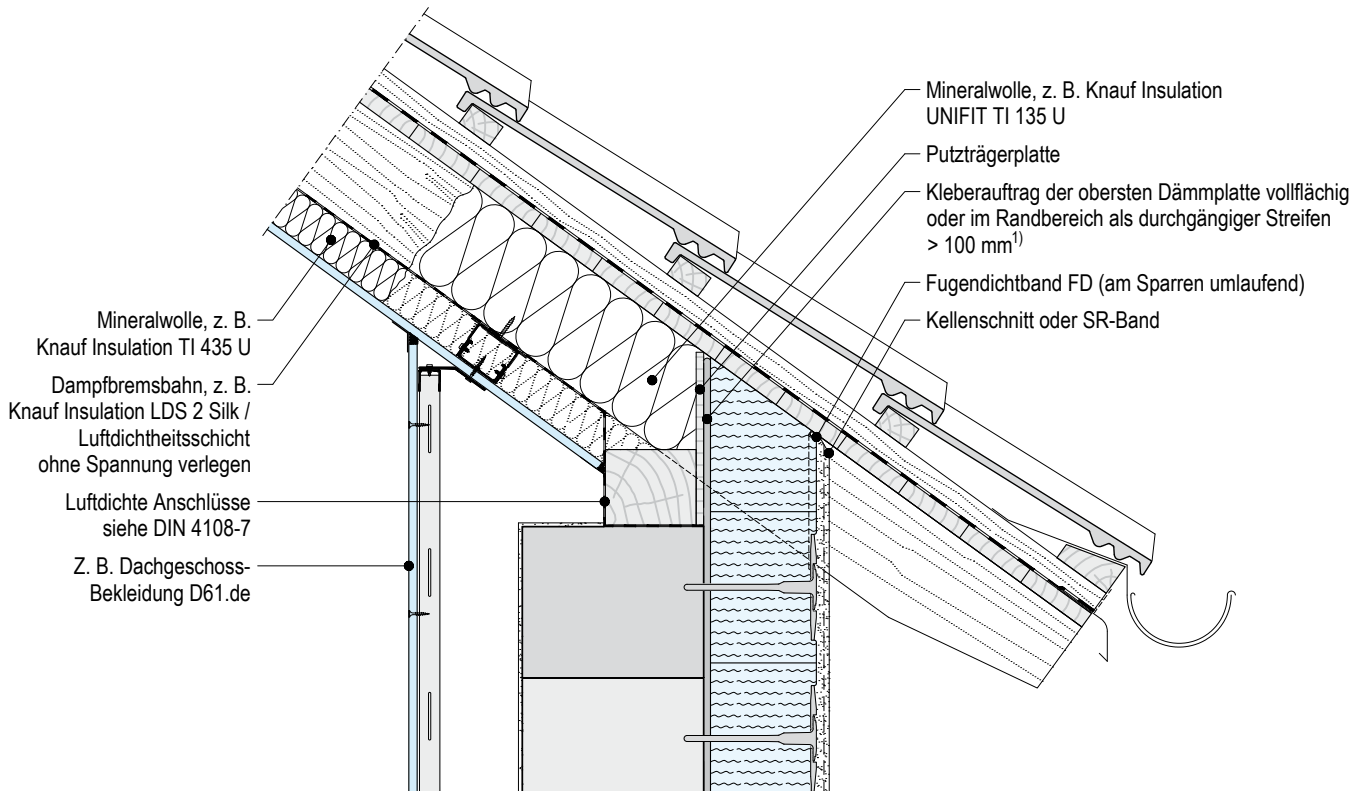 Mineralwolle, z. B. Knauf Insulation
UNIFIT TI 135 U
Putzträgerplatte
Kleberauftrag der obersten Dämmplatte vollflächig
oder im Randbereich als durchgängiger Streifen
> 100 mm1)
Fugendichtband FD (am Sparren umlaufend)
Kellenschnitt oder SR-Band
Mineralwolle, z. B.
Knauf Insulation TI 435 U
Dampfbremsbahn, z. B.
Knauf Insulation LDS 2 Silk /
Luftdichtheitsschicht
ohne Spannung verlegen
Luftdichte Anschlüsse
siehe DIN 4108-7
Z. B. Dachgeschoss-
Bekleidung D61.de